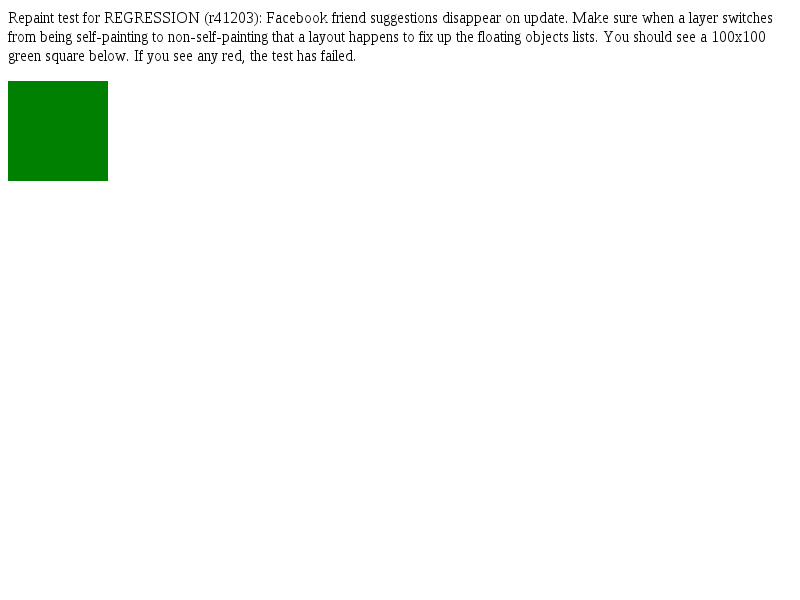 Repaint test for REGRESSION (r41203): Facebook friend suggestions disappear on update. Make sure when a layer switches
from being self-painting to non-self-painting that a layout happens to fix up the floating objects lists. You should see a 100x100
green square below. If you see any red, the test has failed.